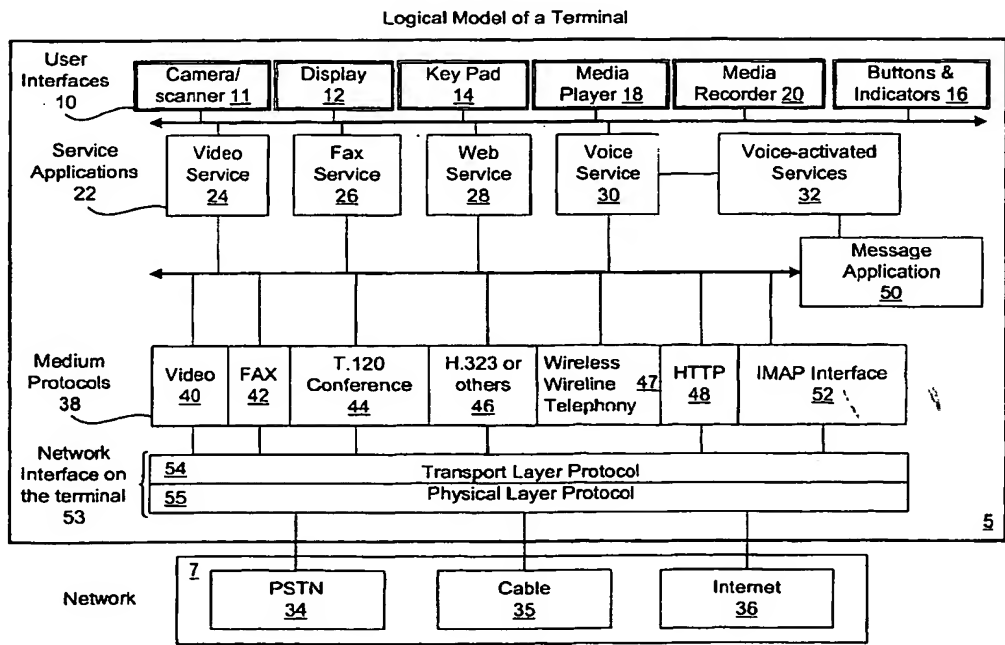 Logical Model of a Terminal
User
Interfaces
10
Camera/
scanner 11
Display
12
Key Pad
14
Media
Player 18
Media
Recorder 20
Buttons &
Indicators 16
Service
Applications
22
Video
Service
24
Fax
Service
26
Web
Service
28
Voice
Service
30
Voice-activated
Services
32
Message
Application
50
Medium
Protocols
38
Video
40
FAX
42
T.120
Conference
44
H.323 or
others
46
Wireless
Wireline
Telephony
47
HTTP
48
IMAP Interface
52
Network
Interface on
the terminal
53
54
Transport Layer Protocol
55
Physical Layer Protocol
5
Network
7
PSTN
34
Cable
35
Internet
36